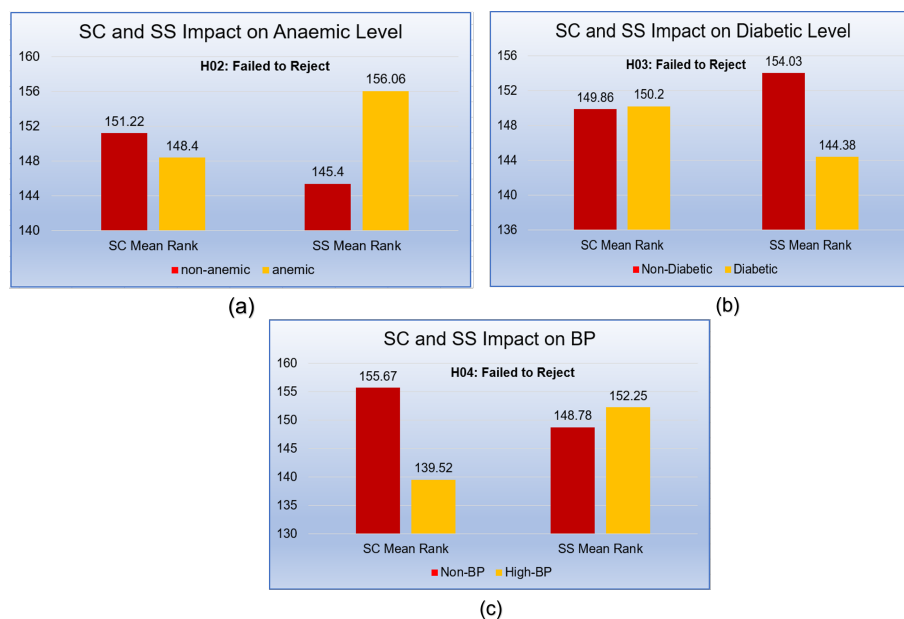 SC and SS Impact on Anaemic Level
H02: Failed to Reject
160
156
152
148
144
140
151.22
148.4
145.4
156.06
SC Mean Rank
SS Mean Rank
non-anemic
anemic
(a)
SC and SS Impact on Diabetic Level
H03: Failed to Reject
156
152
148
144
140
136
149.86
150.2
154.03
144.38
SC Mean Rank
SS Mean Rank
Non-Diabetic
Diabetic
(b)
SC and SS Impact on BP
H04: Failed to Reject
160
155
150
145
140
135
130
155.67
139.52
148.78
152.25
SC Mean Rank
SS Mean Rank
Non-BP
High-BP
(c)